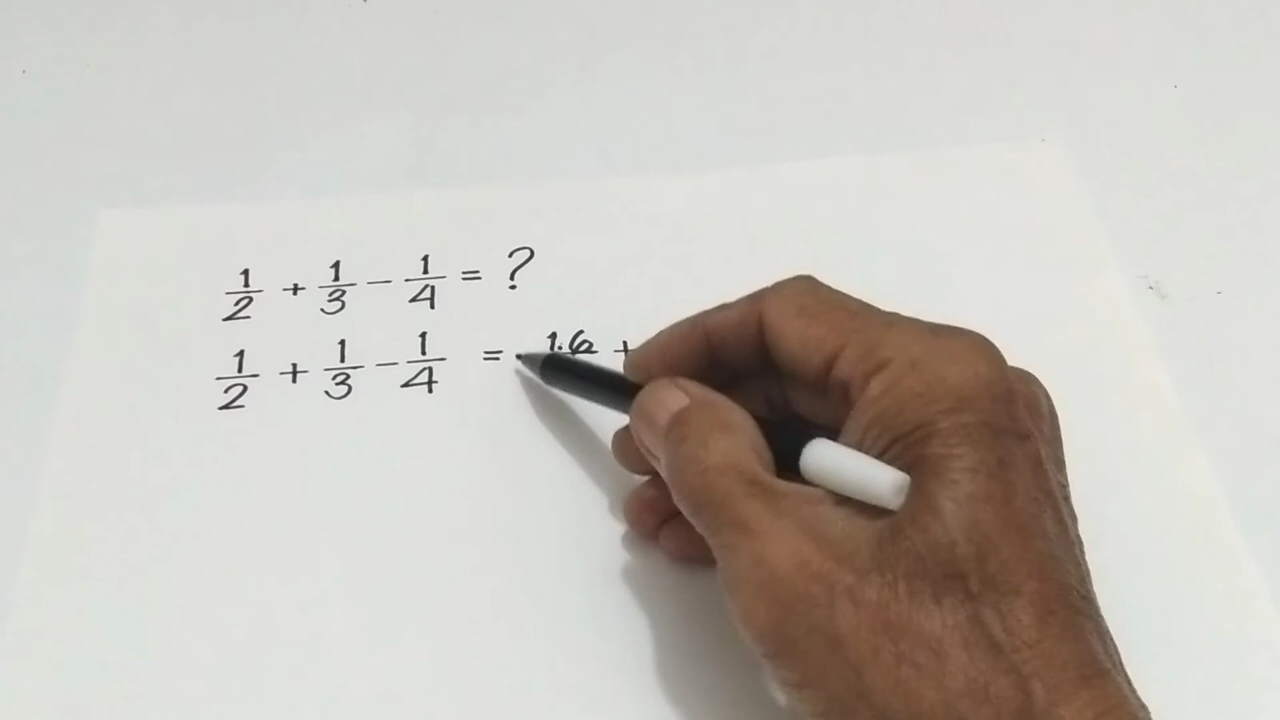 1/2 + 1/3 - 1/4 = ?
1/2 + 1/3 - 1/4 = 1.6 +